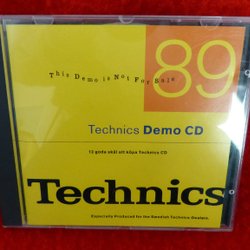 89
This Demo is Not For Sale
Technics Demo CD
12 goda skäl att köpa Technics CD
Technics
Especially Produced for the Swedish Technics Dealers.